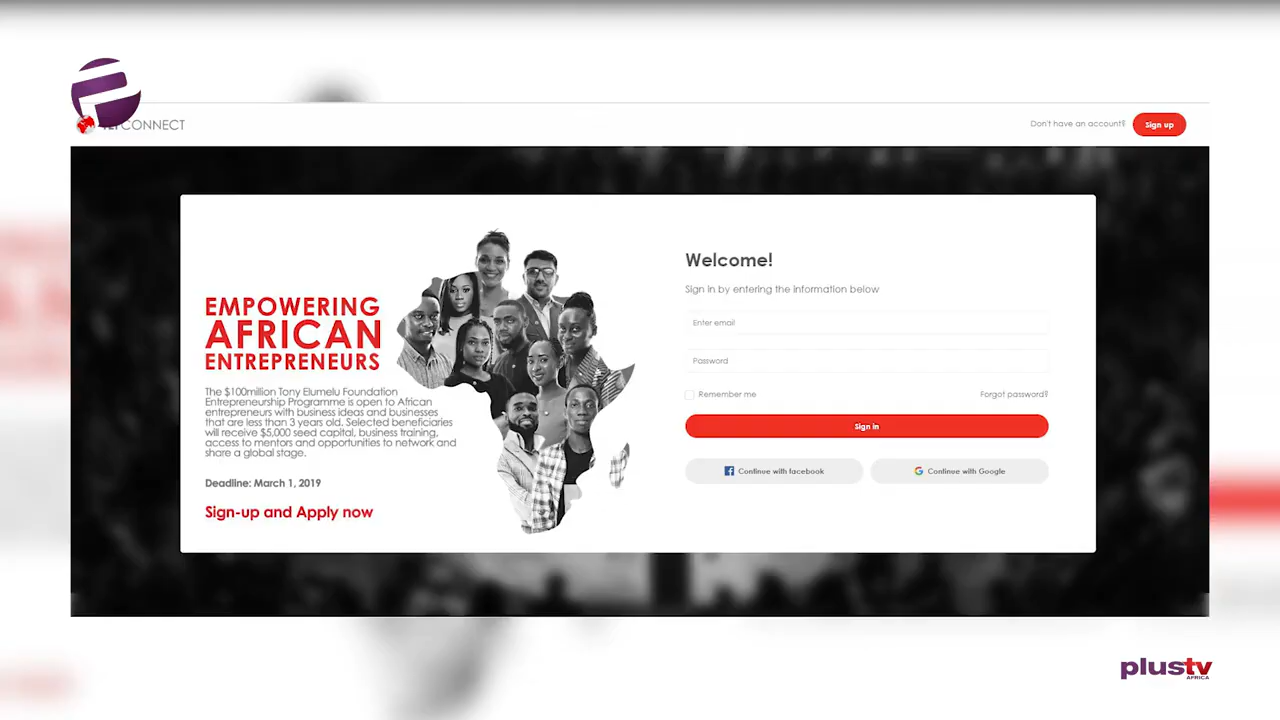 CONNECT
Don't have an account?
Sign up
EMPOWERING
AFRICAN
ENTREPRENEURS
The $100million Tony Elumelu Foundation
Entrepreneurship Programme is open to African
entrepreneurs with business ideas and businesses
that are less than 3 years old. Selected beneficiaries
will receive $5,000 seed capital, business training,
access to mentors and opportunities to network and
share a global stage.
Deadline: March 1, 2019
Sign-up and Apply now
Welcome!
Sign in by entering the information below
Enter email
Password
Remember me
Forgot password?
Sign in
Continue with facebook
Continue with Google
plustv
AFRICA